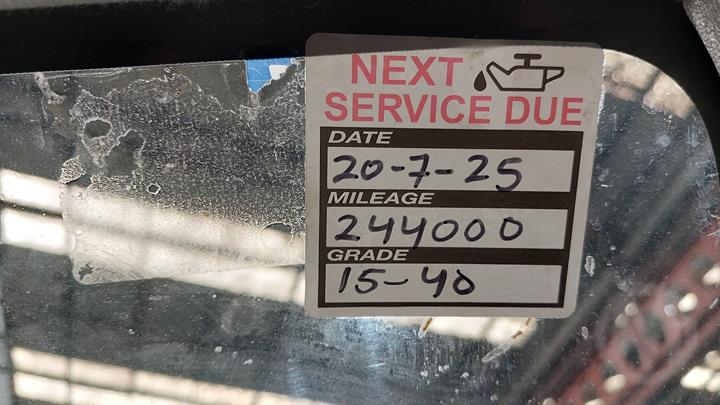 NEXT
SERVICE DUE
DATE
20-7-25
MILEAGE
244000
GRADE
15-40